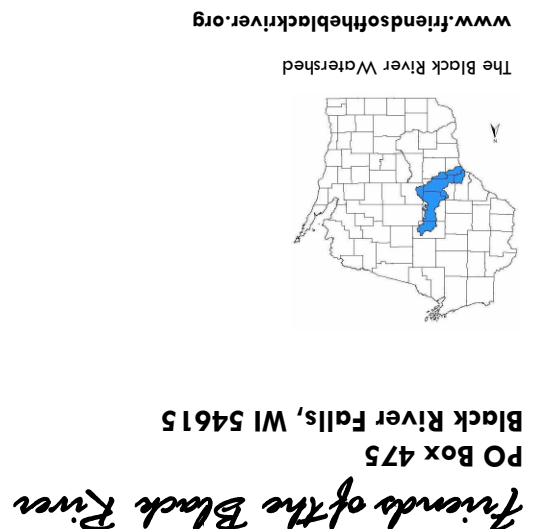 Friends of the Black River
PO Box 475
Black River Falls, WI 54615
N
The Black River Watershed
www.friendsoftheblackriver.org